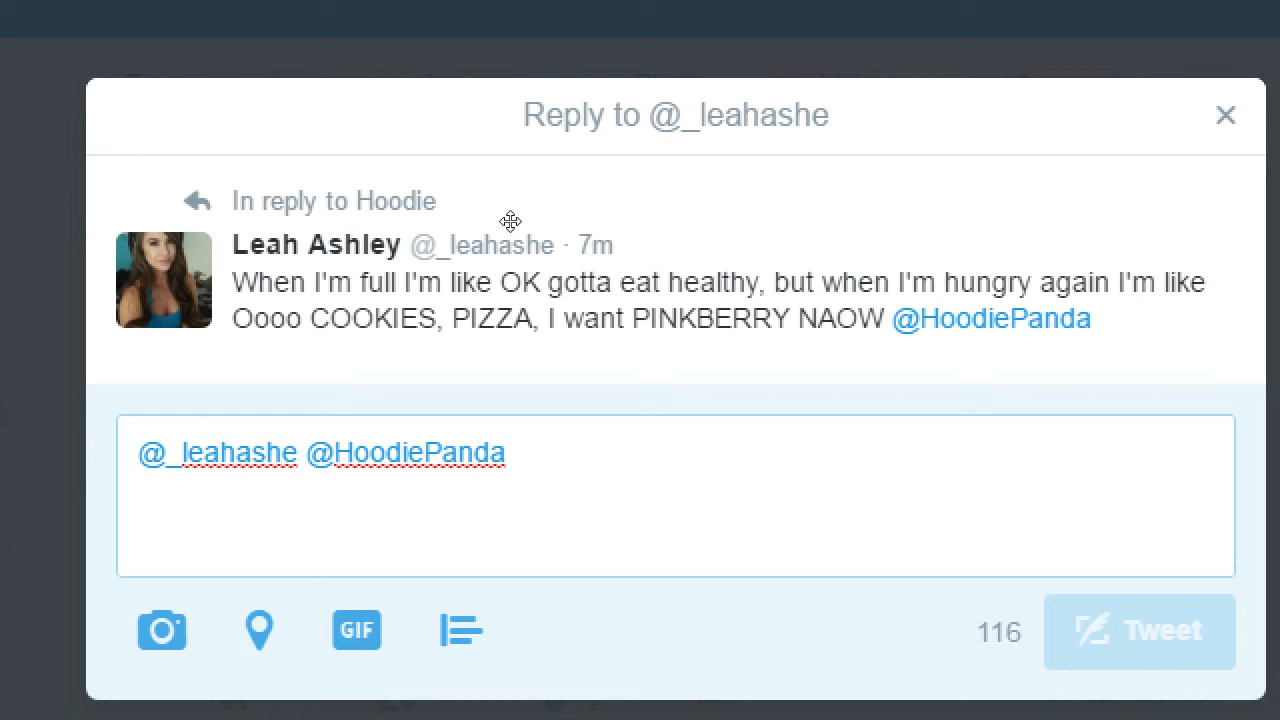 Reply to @_leahashe
In reply to Hoodie
Leah Ashley @_leahashe · 7m
When I'm full I'm like OK gotta eat healthy, but when I'm hungry again I'm like
Oooo COOKIES, PIZZA, I want PINKBERRY NAOW @HoodiePanda
@_leahashe @HoodiePanda
GIF
116 Tweet